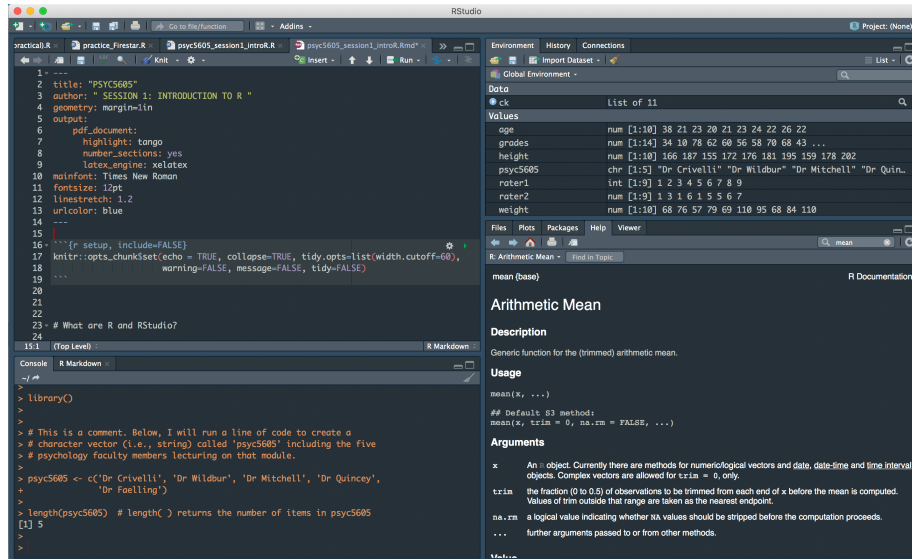 RStudio
Go to file/function
Addins
Project: (None)
practical).R
practice_Firestar.R
psyc5605_session1_introR.R
psyc5605_session1_introR.Rmd*
Knit
Insert
Run
1 ---
2 title: "PSYC5605"
3 author: " SESSION 1: INTRODUCTION TO R "
4 geometry: margin=1in
5 output:
6 pdf_document:
7 highlight: tango
8 number_sections: yes
9 latex_engine: xelatex
10 mainfont: Times New Roman
11 fontsize: 12pt
12 linestretch: 1.2
13 urlcolor: blue
14 ---
15
16 ```{r setup, include=FALSE}
17 knitr::opts_chunk$set(echo = TRUE, collapse=TRUE, tidy.opts=list(width.cutoff=60),
18 warning=FALSE, message=FALSE, tidy=FALSE)
19 ```
20
21
22
23 # What are R and RStudio?
24
15:1 (Top Level)
R Markdown
Console R Markdown
~/
>
> library()
>
>
> # This is a comment. Below, I will run a line of code to create a
> # character vector (i.e., string) called 'psyc5605' including the five
> # psychology faculty members lecturing on that module.
>
> psyc5605 <- c('Dr Crivelli', 'Dr Wildbur', 'Dr Mitchell', 'Dr Quincey',
+ 'Dr Faelling')
>
> length(psyc5605) # length( ) returns the number of items in psyc5605
[1] 5
>
>
Environment History Connections
Import Dataset
List
Global Environment
Data
ck List of 11
Values
age num [1:10] 38 21 23 20 21 23 24 22 26 22
grades num [1:14] 34 10 78 62 60 56 58 70 68 43 ...
height num [1:10] 166 187 155 172 176 181 195 159 178 202
psyc5605 chr [1:5] "Dr Crivelli" "Dr Wildbur" "Dr Mitchell" "Dr Quin…
rater1 int [1:9] 1 2 3 4 5 6 7 8 9
rater2 num [1:9] 1 3 1 6 1 5 5 6 7
weight num [1:10] 68 76 57 79 69 110 95 68 84 110
Files Plots Packages Help Viewer
mean
R: Arithmetic Mean
Find in Topic
mean {base}
R Documentation
Arithmetic Mean
Description
Generic function for the (trimmed) arithmetic mean.
Usage
mean(x, ...)
## Default S3 method:
mean(x, trim = 0, na.rm = FALSE, ...)
Arguments
x An R object. Currently there are methods for numeric/logical vectors and date, date-time and time interval
objects. Complex vectors are allowed for trim = 0, only.
trim the fraction (0 to 0.5) of observations to be trimmed from each end of x before the mean is computed.
Values of trim outside that range are taken as the nearest endpoint.
na.rm a logical value indicating whether NA values should be stripped before the computation proceeds.
... further arguments passed to or from other methods.
Value